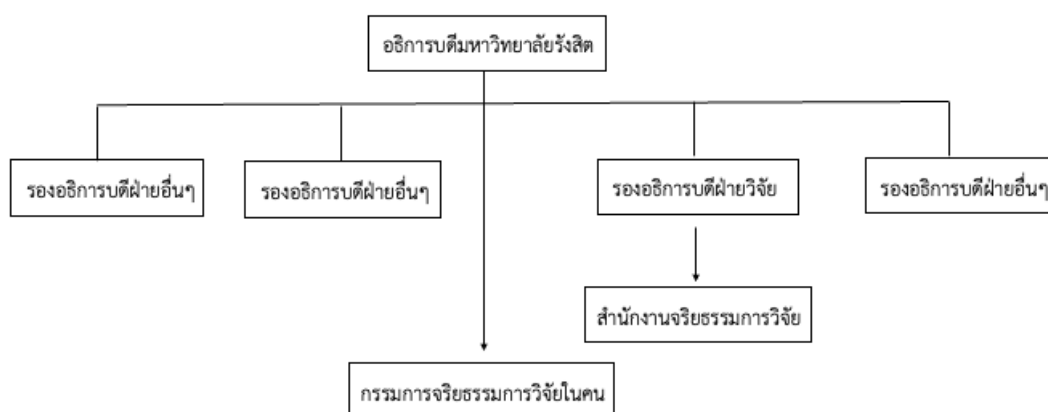 อธิการบดีมหาวิทยาลัยรังสิต
รองอธิการบดีฝ่ายอื่นๆ
รองอธิการบดีฝ่ายอื่นๆ
รองอธิการบดีฝ่ายวิจัย
รองอธิการบดีฝ่ายอื่นๆ
สำนักงานจริยธรรมการวิจัย
กรรมการจริยธรรมการวิจัยในคน